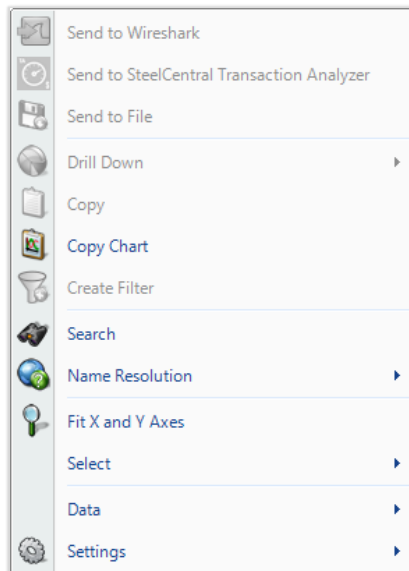 Send to Wireshark
Send to SteelCentral Transaction Analyzer
Send to File
Drill Down
Copy
Copy Chart
Create Filter
Search
Name Resolution
Fit X and Y Axes
Select
Data
Settings